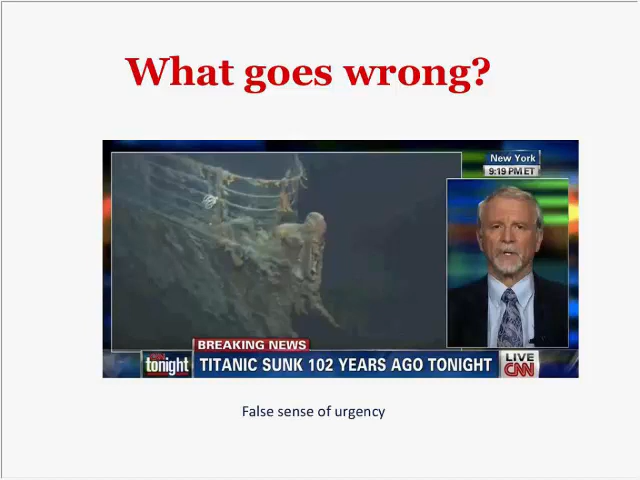 What goes wrong?
New York
9:19 PM ET
BREAKING NEWS
CNN tonight
TITANIC SUNK 102 YEARS AGO TONIGHT
LIVE
CNN
False sense of urgency